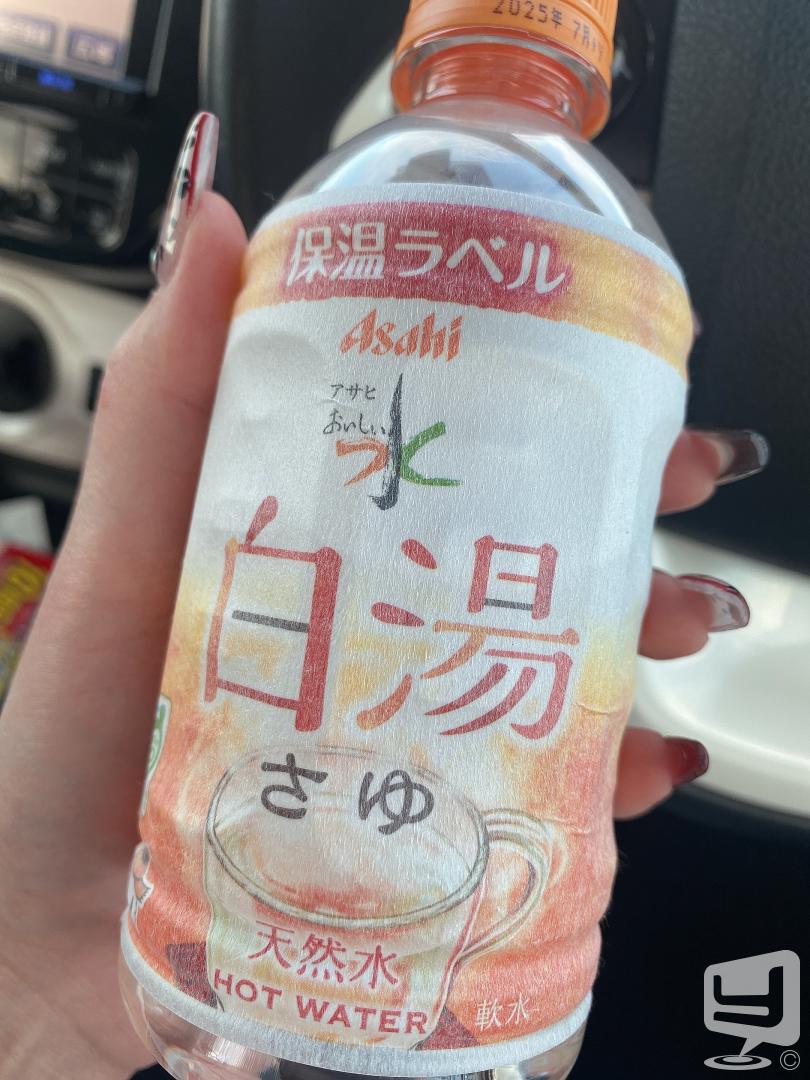 2025年 7月
保温ラベル
Asahi
アサヒ
おいしい
水
白湯
さゆ
天然水
HOT WATER
軟水